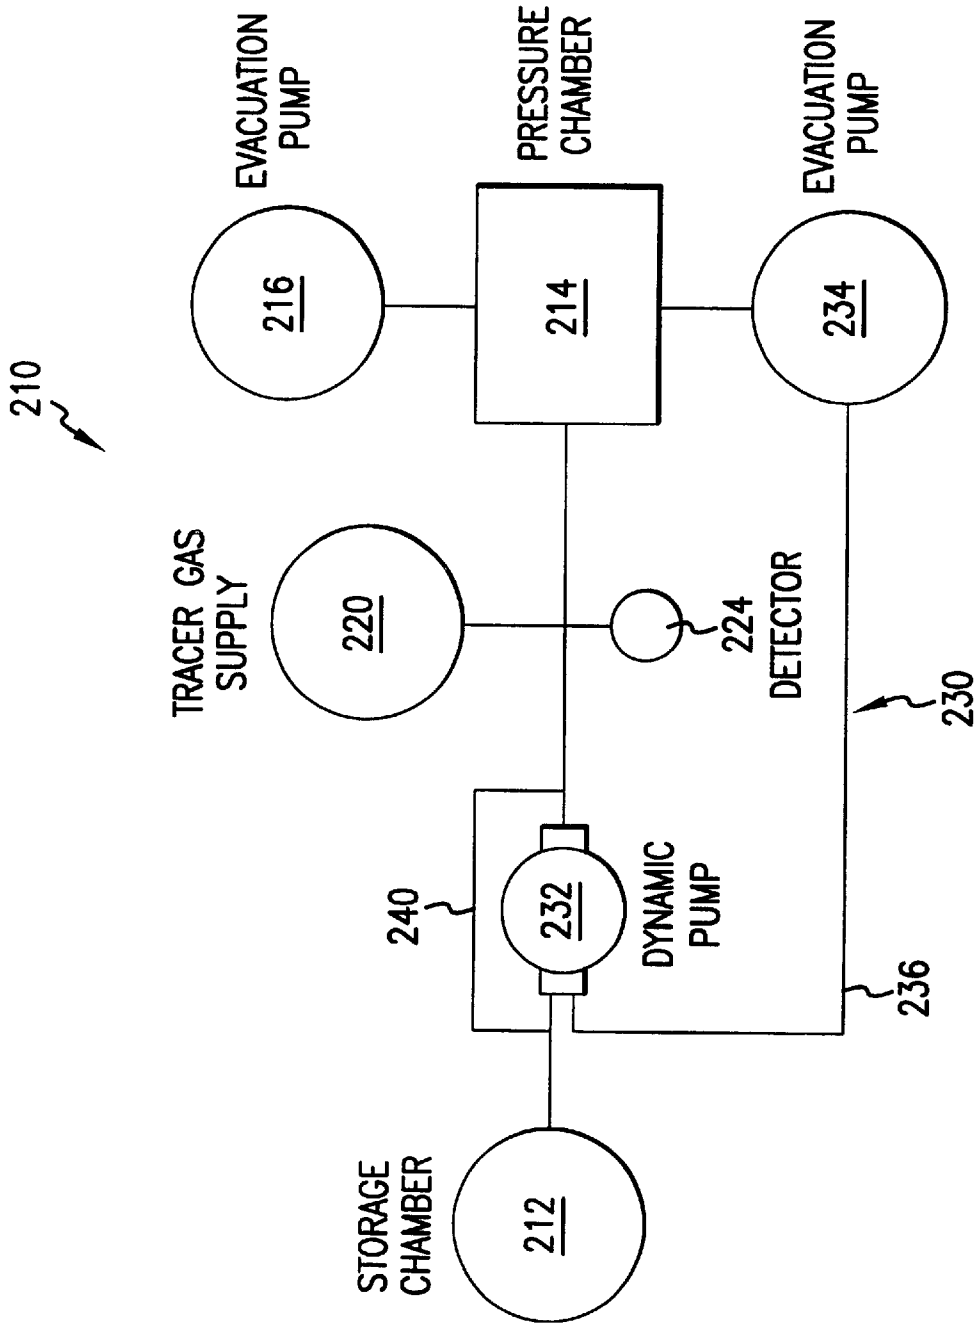 210
EVACUATION
PUMP
216
PRESSURE
CHAMBER
214
EVACUATION
PUMP
234
TRACER GAS
SUPPLY
220
224
DETECTOR
230
240
232
DYNAMIC
PUMP
236
STORAGE
CHAMBER
212